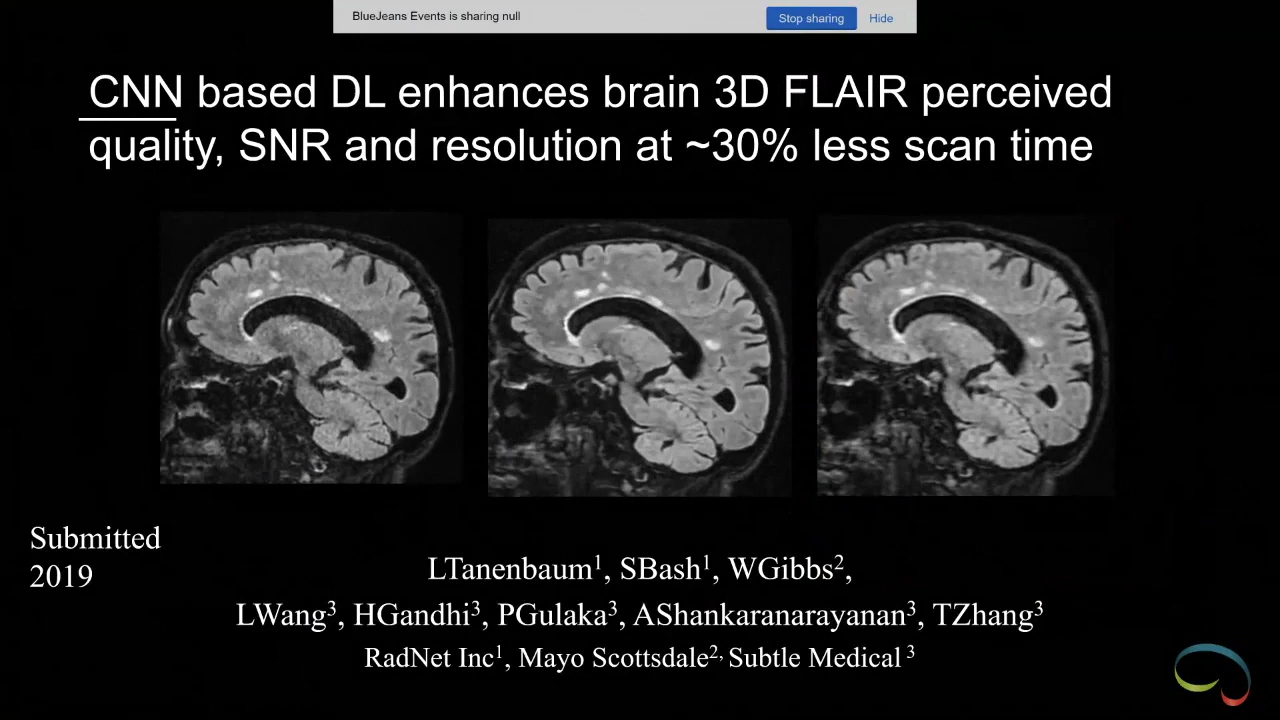 BlueJeans Events is sharing null
Stop sharing
Hide
CNN based DL enhances brain 3D FLAIR perceived
quality, SNR and resolution at ~30% less scan time
Submitted
2019
LTanenbaum¹, SBash¹, WGibbs²,
LWang³, HGandhi³, PGulaka³, AShankaranarayanan³, TZhang³
RadNet Inc¹, Mayo Scottsdale², Subtle Medical ³